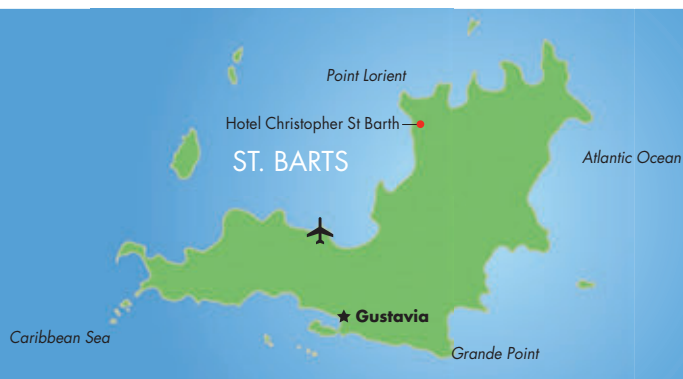 Point Lorient
Hotel Christopher St Barth
ST. BARTS
Atlantic Ocean
Gustavia
Caribbean Sea
Grande Point